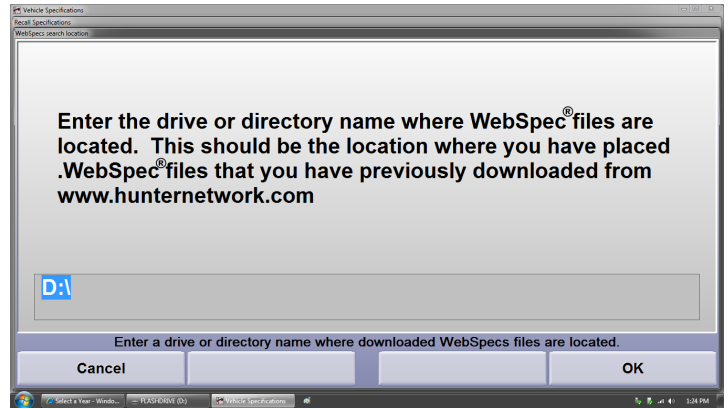 Vehicle Specifications
Recall Specifications
WebSpecs search location
Enter the drive or directory name where WebSpec® files are
located. This should be the location where you have placed
.WebSpec® files that you have previously downloaded from
www.hunternetwork.com
D:\
Enter a drive or directory name where downloaded WebSpecs files are located.
Cancel
OK
Select a Year - Windo...
FLASHDRIVE (D:)
Vehicle Specifications
1:24 PM